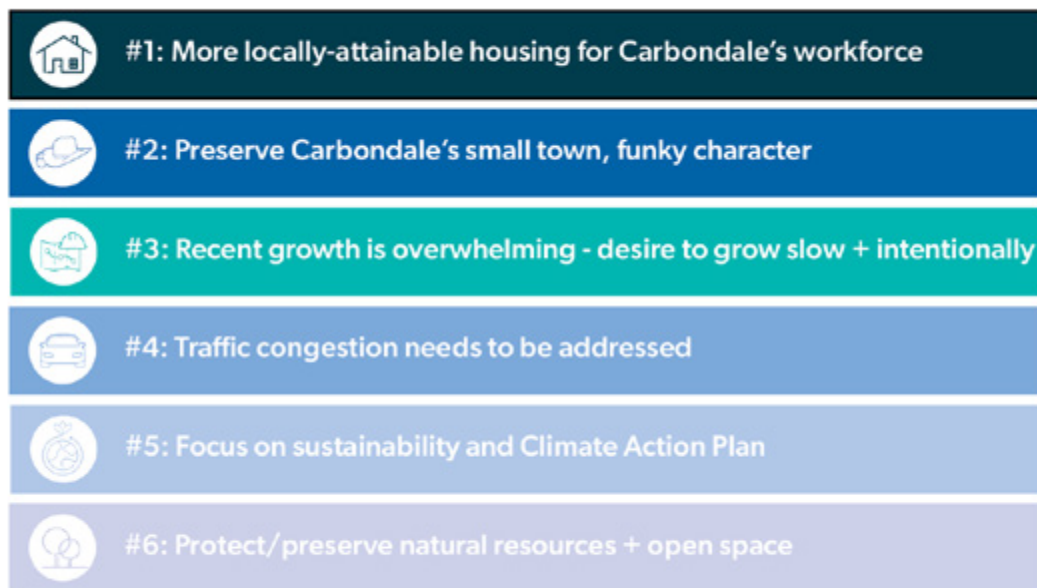 #1: More locally-attainable housing for Carbondale’s workforce
#2: Preserve Carbondale’s small town, funky character
#3: Recent growth is overwhelming - desire to grow slow + intentionally
#4: Traffic congestion needs to be addressed
#5: Focus on sustainability and Climate Action Plan
#6: Protect/preserve natural resources + open space